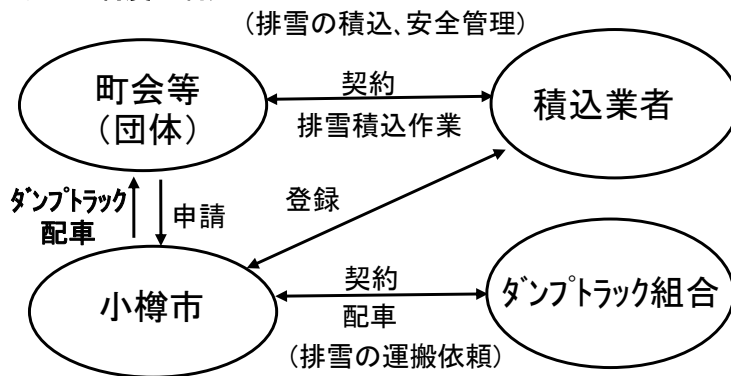 (排雪の積込、安全管理)
町会等
(団体)
契約
排雪積込作業
積込業者
ダンプトラック
配車
申請
登録
小樽市
契約
配車
(排雪の運搬依頼)
ダンプトラック組合